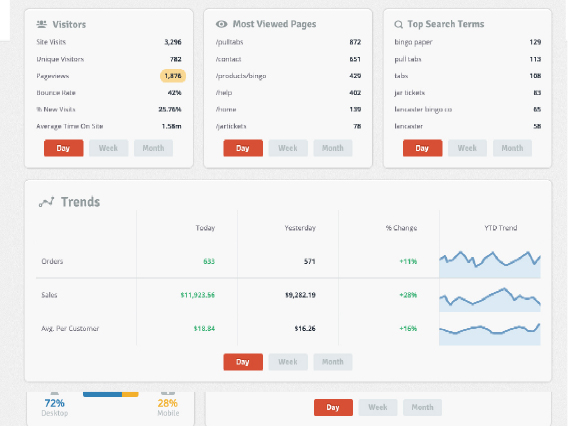 Visitors
Site Visits 3,296
Unique Visitors 782
Pageviews 1,876
Bounce Rate 42%
% New Visits 25.76%
Average Time On Site 1.58m
Day Week Month
Most Viewed Pages
/pulltabs 872
/contact 651
/products/bingo 429
/help 402
/home 139
/jartickets 78
Day Week Month
Top Search Terms
bingo paper 129
pull tabs 113
tabs 108
jar tickets 83
lancaster bingo co 65
lancaster 58
Day Week Month
Trends
Today Yesterday % Change YTD Trend
Orders 633 571 +11%
Sales $11,923.56 $9,282.19 +28%
Avg. Per Customer $18.84 $16.26 +16%
Day Week Month
72% 28%
Desktop Mobile
Day Week Month